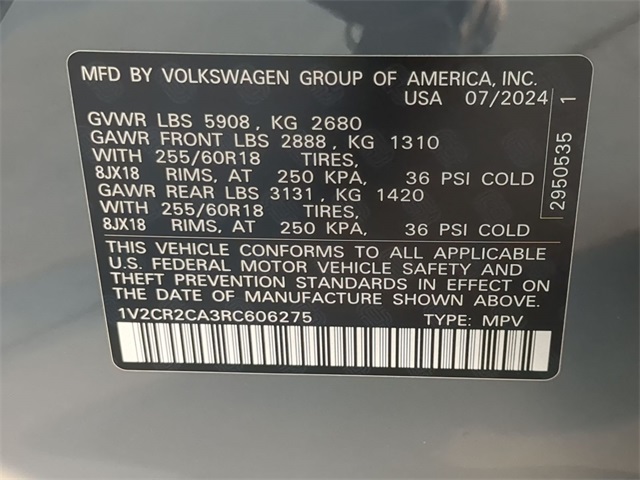 MFD BY VOLKSWAGEN GROUP OF AMERICA, INC.
USA 07/2024
GVWR LBS 5908, KG 2680
GAWR FRONT LBS 2888, KG 1310
WITH 255/60R18 TIRES,
8JX18 RIMS, AT 250 KPA, 36 PSI COLD
GAWR REAR LBS 3131, KG 1420
WITH 255/60R18 TIRES,
8JX18 RIMS, AT 250 KPA, 36 PSI COLD
THIS VEHICLE CONFORMS TO ALL APPLICABLE
U.S. FEDERAL MOTOR VEHICLE SAFETY AND
THEFT PREVENTION STANDARDS IN EFFECT ON
THE DATE OF MANUFACTURE SHOWN ABOVE
1V2CR2CA3RC606275 TYPE: MPV
2950535 1